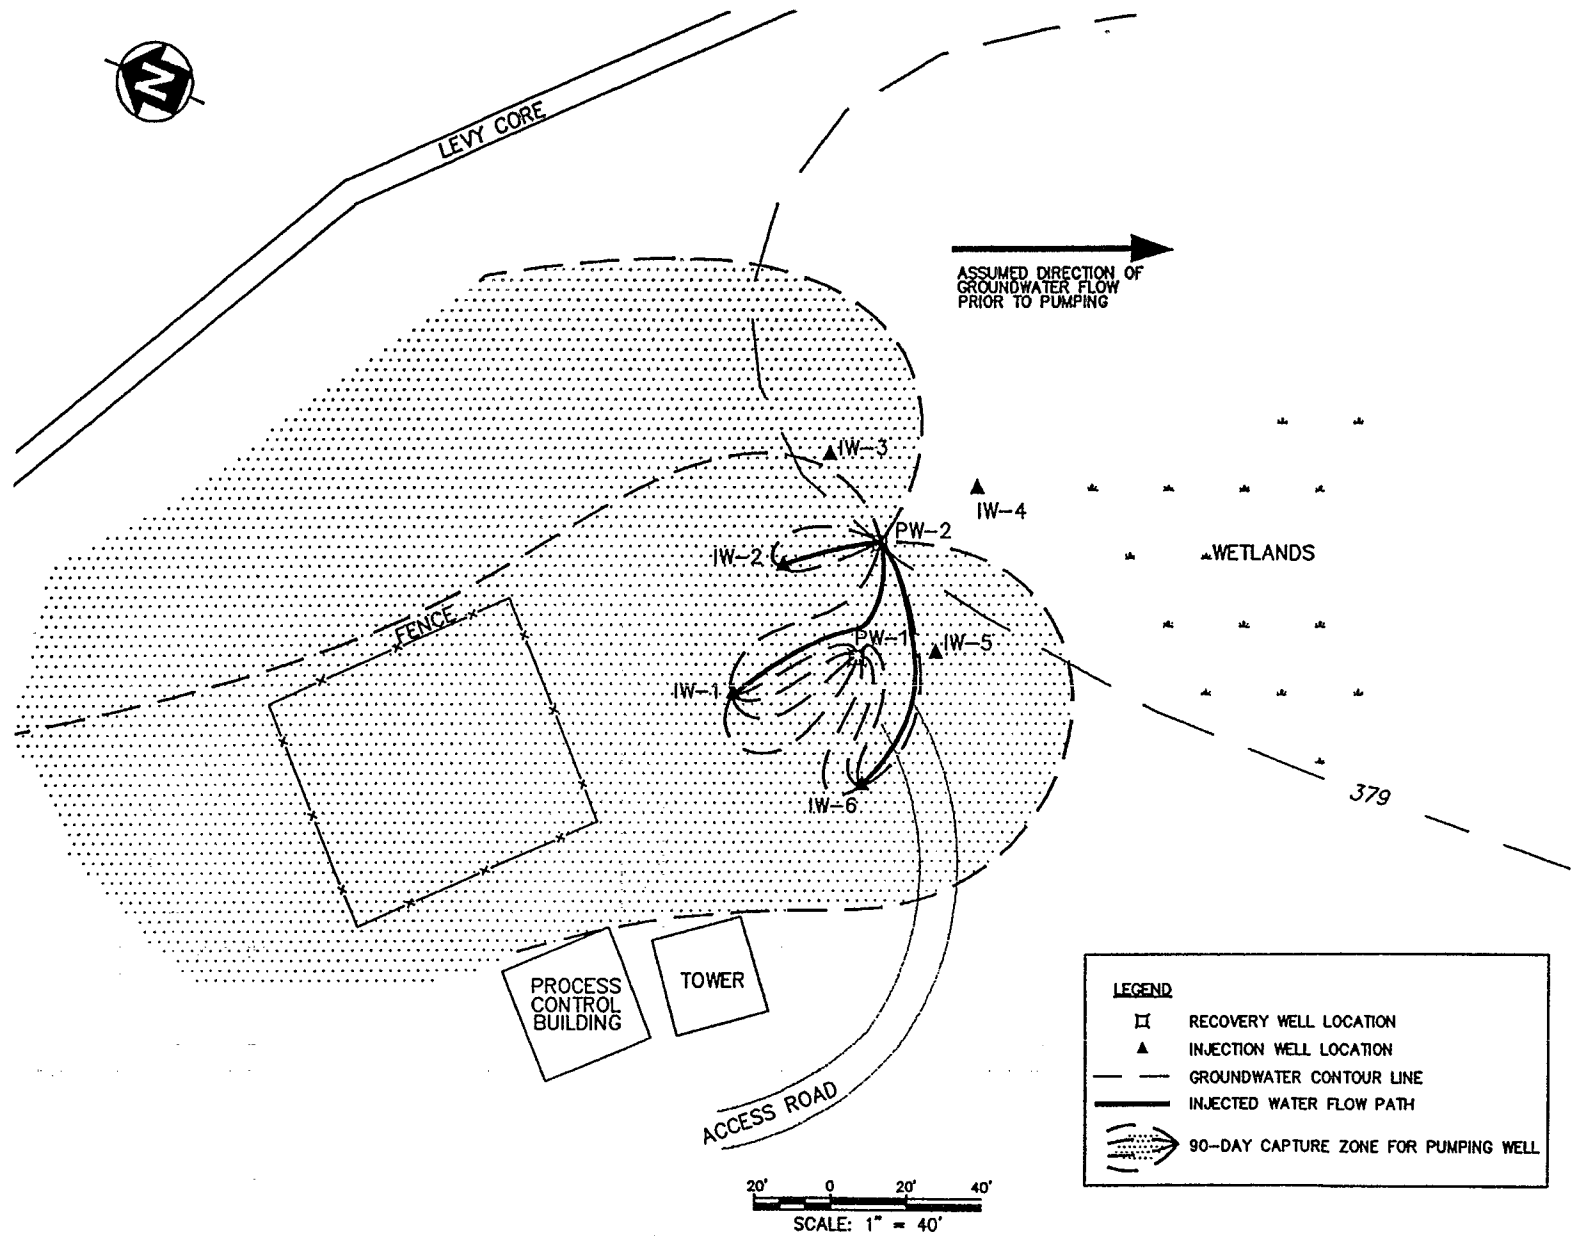 N
LEVY CORE
ASSUMED DIRECTION OF
GROUNDWATER FLOW
PRIOR TO PUMPING
IW-3
IW-4
PW-2
IW-2
WETLANDS
FENCE
PW-1
IW-5
IW-1
IW-6
379
PROCESS
CONTROL
BUILDING
TOWER
ACCESS ROAD
LEGEND
RECOVERY WELL LOCATION
INJECTION WELL LOCATION
GROUNDWATER CONTOUR LINE
INJECTED WATER FLOW PATH
90-DAY CAPTURE ZONE FOR PUMPING WELL
20' 0 20' 40'
SCALE: 1" = 40'